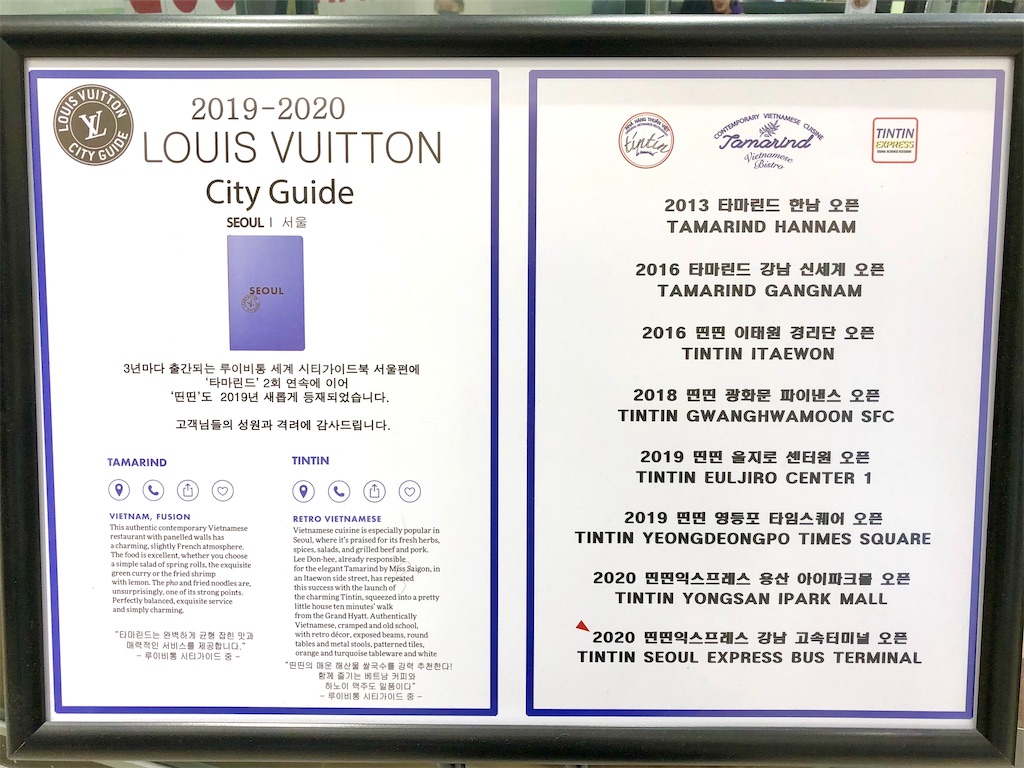 LOUIS VUITTON
LV
CITY GUIDE
2019-2020
LOUIS VUITTON
City Guide
SEOUL | 서울
SEOUL
3년마다 출간되는 루이비통 세계 시티가이드북 서울편에
‘타마린드’ 2회 연속에 이어
‘띤띤’도 2019년 새롭게 등재되었습니다.
고객님들의 성원과 격려에 감사드립니다.
TAMARIND
VIETNAM, FUSION
This authentic contemporary Vietnamese
restaurant with panelled walls has
a charming, slightly French atmosphere.
The food is excellent, whether you choose
a simple salad of spring rolls, the exquisite
green curry or the fried shrimp
with lemon. The pho and fried noodles are,
unsurprisingly, one of its strong points.
Perfectly balanced, exquisite service
and simply charming.
“타마린드는 완벽하게 균형 잡힌 맛과
매력적인 서비스를 제공합니다.”
– 루이비통 시티가이드 중 –
TINTIN
RETRO VIETNAMESE
Vietnamese cuisine is especially popular in
Seoul, where it's praised for its fresh herbs,
spices, salads, and grilled beef and pork.
Lee Don-hee, already responsible
for the elegant Tamarind by Miss Saigon, in
an Itaewon side street, has repeated
this success with the launch of
the charming Tintin, squeezed into a pretty
little house ten minutes' walk
from the Grand Hyatt. Authentically
Vietnamese, cramped and old school,
with retro décor, exposed beams, round
tables and metal stools, patterned tiles,
orange and turquoise tableware and white
“띤띤의 매운 해산물 쌀국수를 강력 추천한다!
함께 즐기는 베트남 커피와
하노이 맥주도 일품이다”
– 루이비통 시티가이드 중 –
NHÀ HÀNG THUẦN VIỆT
tintin
CONTEMPORARY VIETNAMESE CUISINE
Tamarind
Vietnamese
Bistro
TINTIN
EXPRESS
2013 타마린드 한남 오픈
TAMARIND HANNAM
2016 타마린드 강남 신세계 오픈
TAMARIND GANGNAM
2016 띤띤 이태원 경리단 오픈
TINTIN ITAEWON
2018 띤띤 광화문 파이낸스 오픈
TINTIN GWANGHWAMOON SFC
2019 띤띤 을지로 센터원 오픈
TINTIN EULJIRO CENTER 1
2019 띤띤 영등포 타임스퀘어 오픈
TINTIN YEONGDEONGPO TIMES SQUARE
2020 띤띤익스프레스 용산 아이파크몰 오픈
TINTIN YONGSAN IPARK MALL
2020 띤띤익스프레스 강남 고속터미널 오픈
TINTIN SEOUL EXPRESS BUS TERMINAL